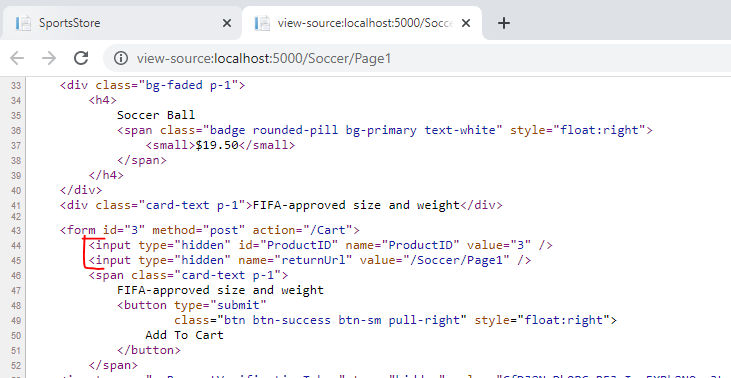 SportsStore
view-source:localhost:5000/Socce
view-source:localhost:5000/Soccer/Page1
33 <div class="bg-faded p-1">
34 <h4>
35 Soccer Ball
36 <span class="badge rounded-pill bg-primary text-white" style="float:right">
37 <small>$19.50</small>
38 </span>
39 </h4>
40 </div>
41 <div class="card-text p-1">FIFA-approved size and weight</div>
42
43 <form id="3" method="post" action="/Cart">
44 <input type="hidden" id="ProductID" name="ProductID" value="3" />
45 <input type="hidden" name="returnUrl" value="/Soccer/Page1" />
46 <span class="card-text p-1">
47 FIFA-approved size and weight
48 <button type="submit"
49 class="btn btn-success btn-sm pull-right" style="float:right">
50 Add To Cart
51 </button>
52 </span>